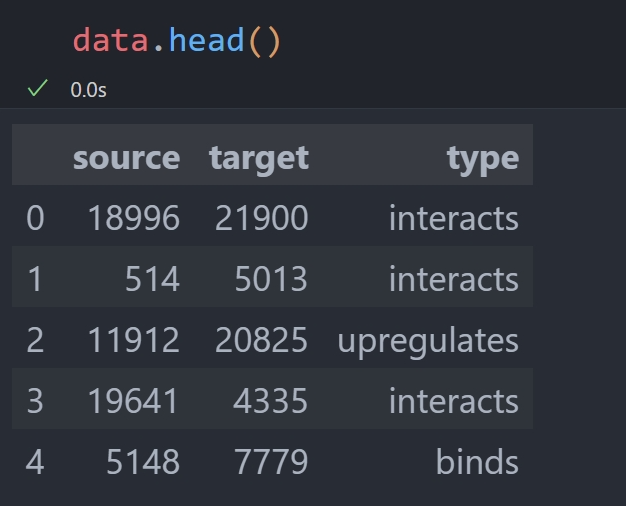 data.head()
0.0s
source target type
0 18996 21900 interacts
1 514 5013 interacts
2 11912 20825 upregulates
3 19641 4335 interacts
4 5148 7779 binds